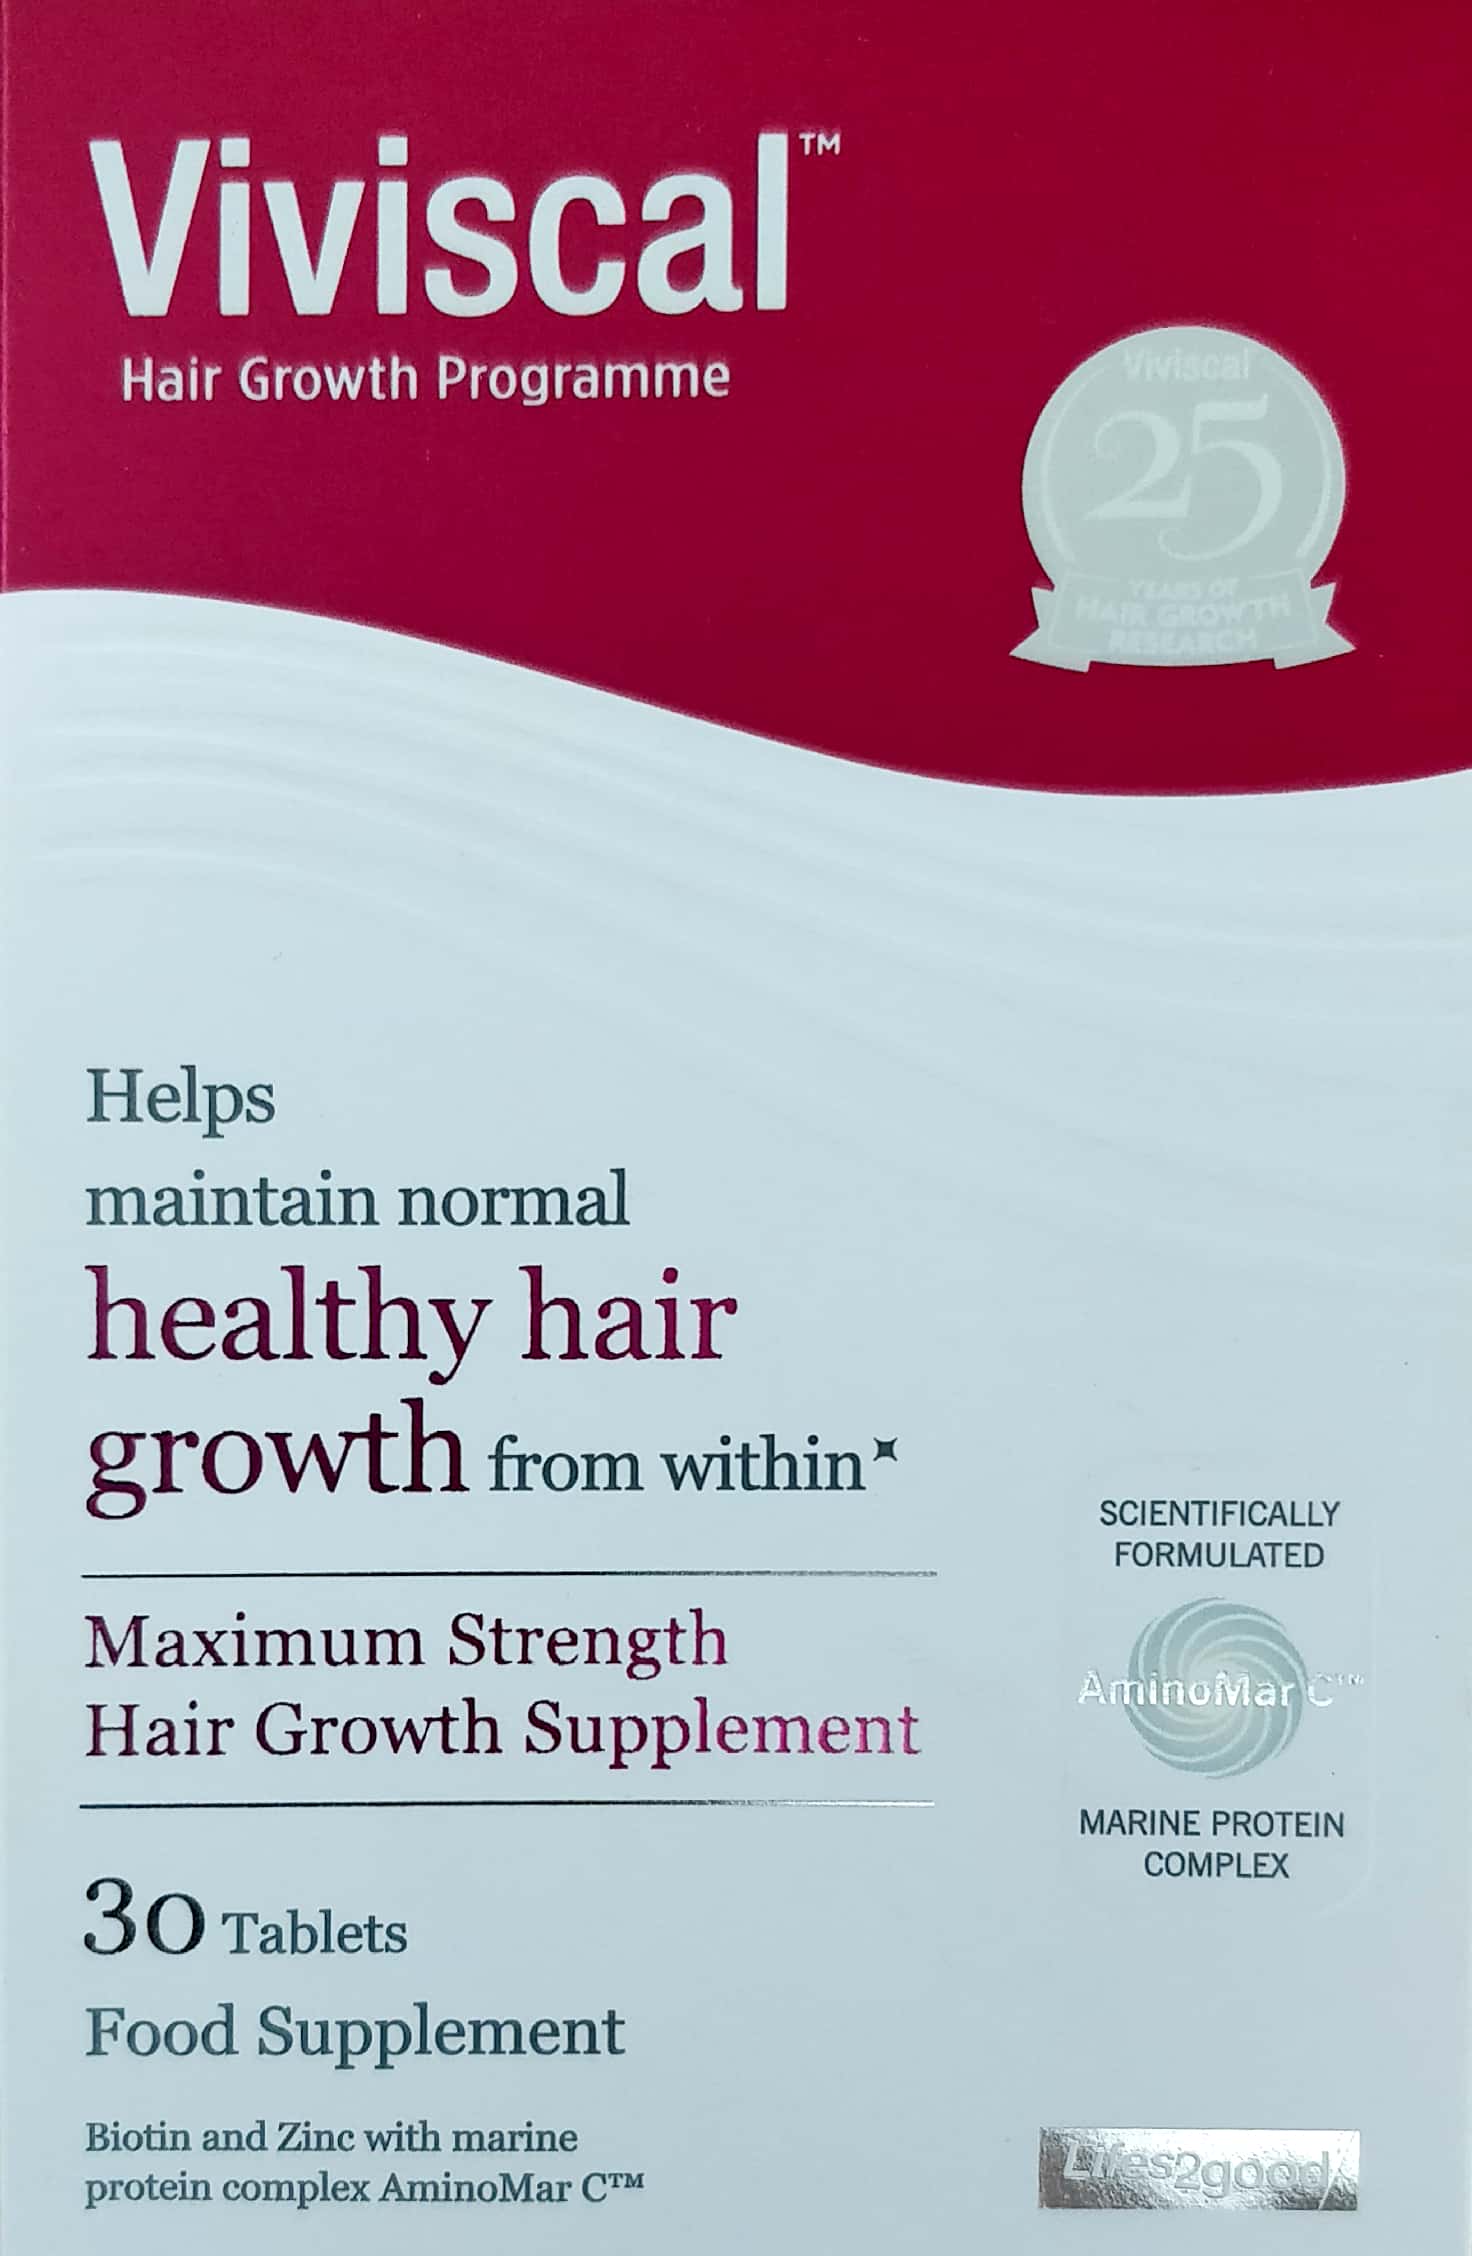 Viviscal™
Hair Growth Programme
Viviscal
25
YEARS OF
HAIR GROWTH
RESEARCH
Helps
maintain normal
healthy hair
growth from within
Maximum Strength
Hair Growth Supplement
30 Tablets
Food Supplement
Biotin and Zinc with marine
protein complex AminoMar C™
SCIENTIFICALLY
FORMULATED
AminoMar C™
MARINE PROTEIN
COMPLEX
Lifes2good